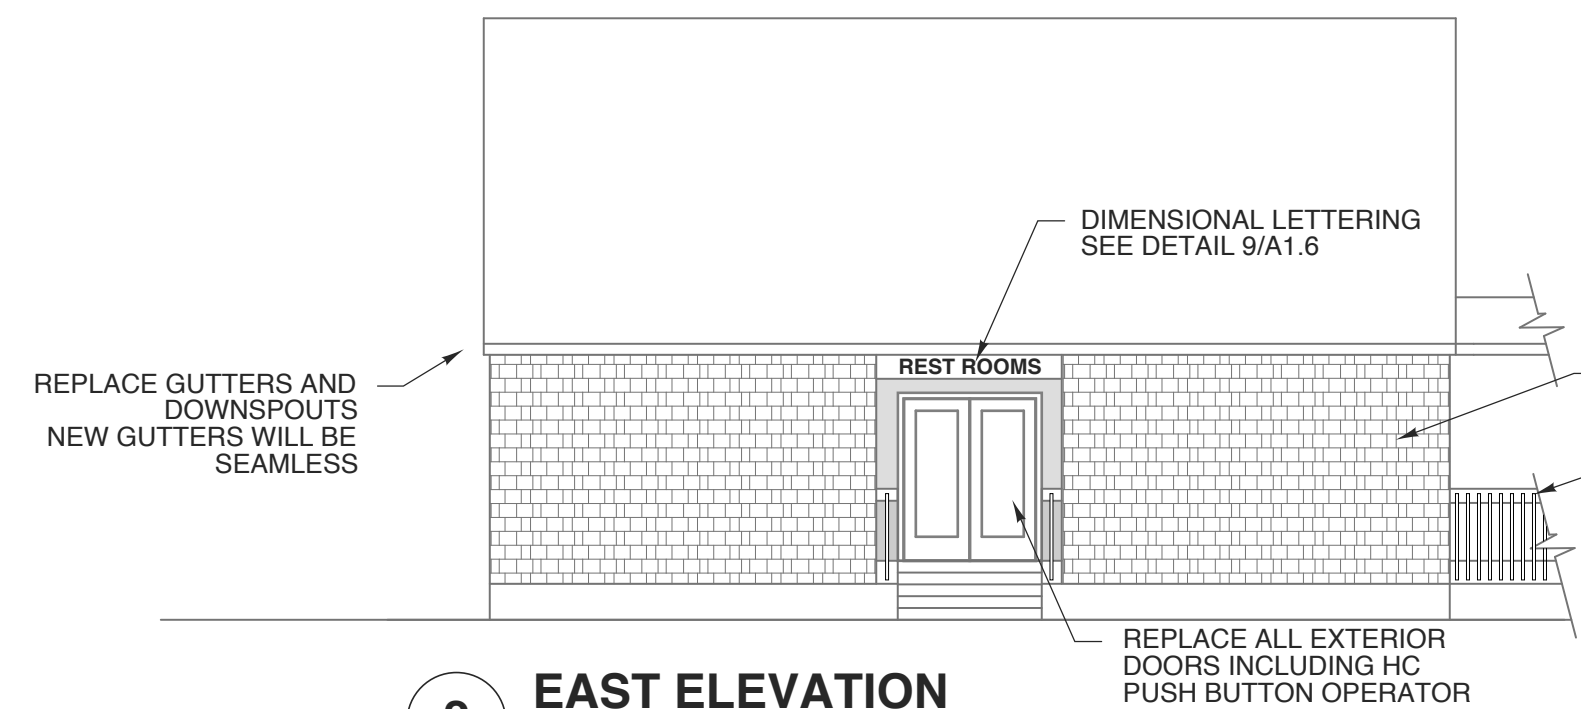 DIMENSIONAL LETTERING
SEE DETAIL 9/A1.6
REST ROOMS
REPLACE GUTTERS AND
DOWNSPOUTS
NEW GUTTERS WILL BE
SEAMLESS
REPLACE ALL EXTERIOR
DOORS INCLUDING HC
PUSH BUTTON OPERATOR
EAST ELEVATION